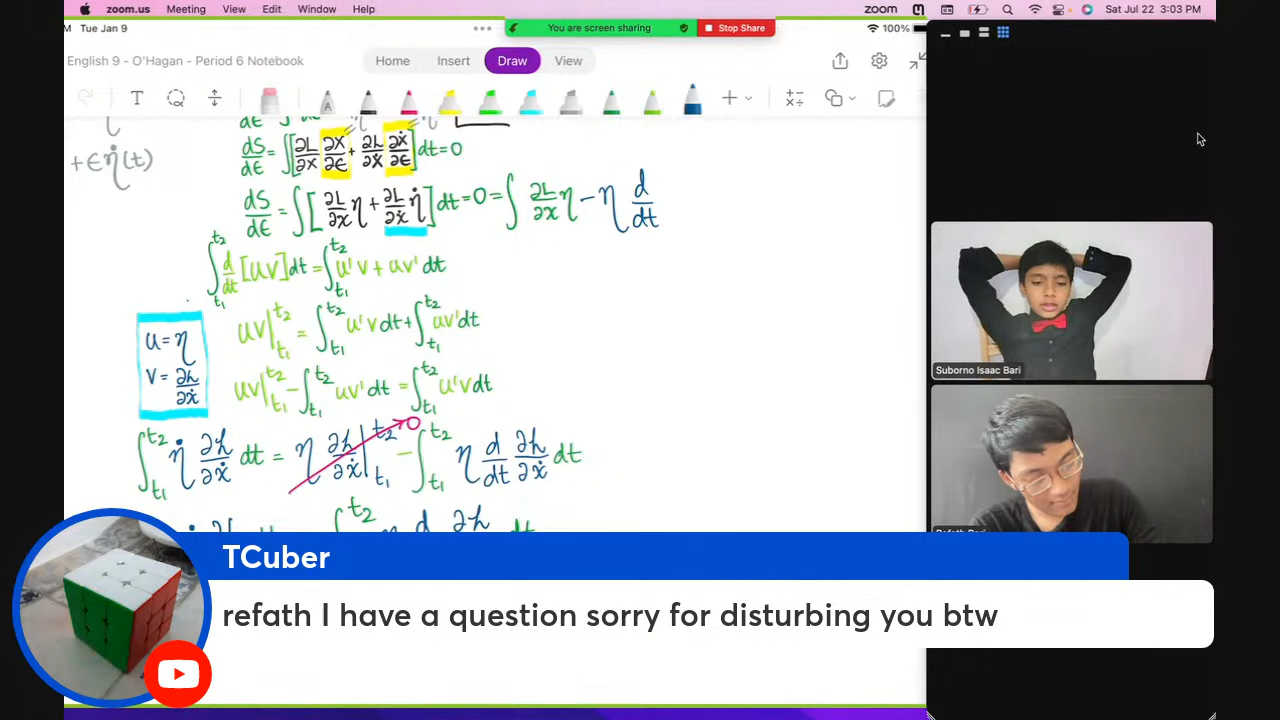 zoom.us Meeting View Edit Window Help
zoom Sat Jul 22 3:03 PM
M Tue Jan 9
You are screen sharing Stop Share
100%
English 9 - O'Hagan - Period 6 Notebook
Home Insert Draw View
T A
+∈η̇(t)
dS/d∈ = ∫[∂L/∂x ∂x/∂∈ + ∂L/∂ẋ ∂ẋ/∂∈]dt=0
dS/d∈ = ∫[∂L/∂x η + ∂L/∂ẋ η̇]dt=0=∫ ∂L/∂x η − η d/dt
∫t₁t₂ d/dt [uv]dt=∫t₁t₂ u'v + uv' dt
uv|t₁t₂ = ∫t₁t₂ u'v dt + ∫t₁t₂ uv'dt
uv|t₁t₂ − ∫t₁t₂ uv' dt = ∫t₁t₂ u'v dt
u = η
v = ∂L/∂ẋ
∫t₁t₂ η̇ ∂L/∂ẋ dt = η ∂L/∂ẋ|t₁t₂ 0 − ∫t₁t₂ η d/dt ∂L/∂ẋ dt
Suborno Isaac Bari
TCuber
refath I have a question sorry for disturbing you btw